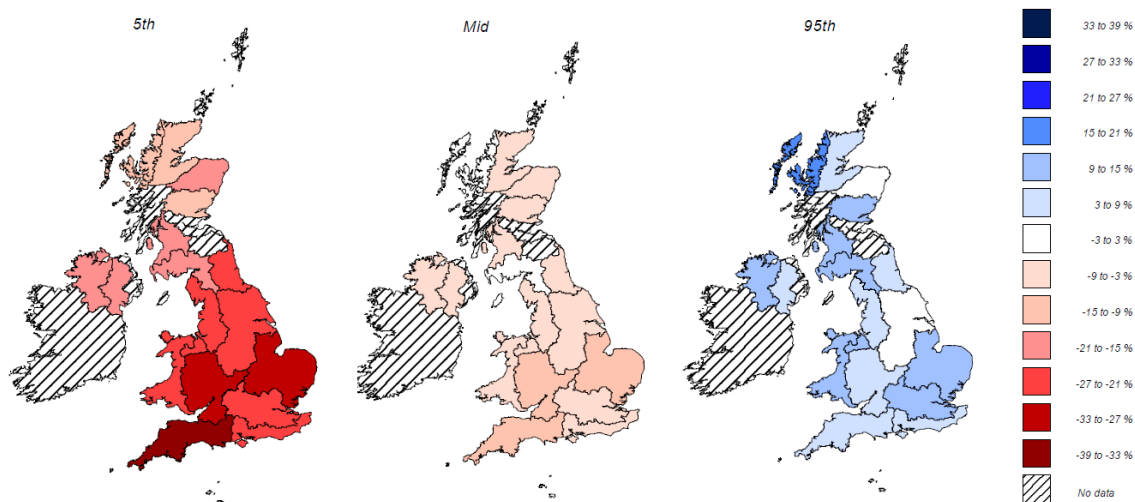 5th
Mid
95th
33 to 39 %
27 to 33 %
21 to 27 %
15 to 21 %
9 to 15 %
3 to 9 %
-3 to 3 %
-9 to -3 %
-15 to -9 %
-21 to -15 %
-27 to -21 %
-33 to -27 %
-39 to -33 %
No data